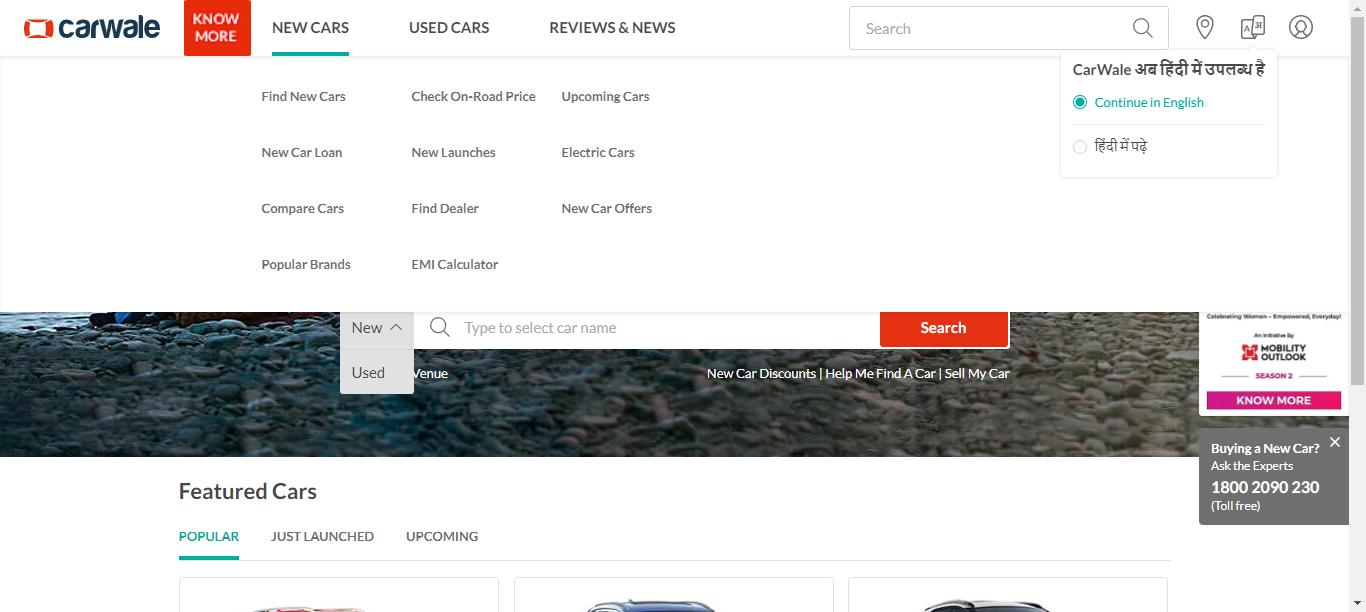 carwale
KNOW
MORE
NEW CARS
USED CARS
REVIEWS & NEWS
Search
CarWale अब हिंदी में उपलब्ध है
Continue in English
हिंदी में पढ़े
Find New Cars
Check On-Road Price
Upcoming Cars
New Car Loan
New Launches
Electric Cars
Compare Cars
Find Dealer
New Car Offers
Popular Brands
EMI Calculator
New
Type to select car name
Search
Used
Venue
New Car Discounts | Help Me Find A Car | Sell My Car
Celebrating Women – Empowered, Everyday!
An Initiative By
MOBILITY
OUTLOOK
SEASON 2
KNOW MORE
Buying a New Car?
Ask the Experts
1800 2090 230
(Toll free)
Featured Cars
POPULAR
JUST LAUNCHED
UPCOMING